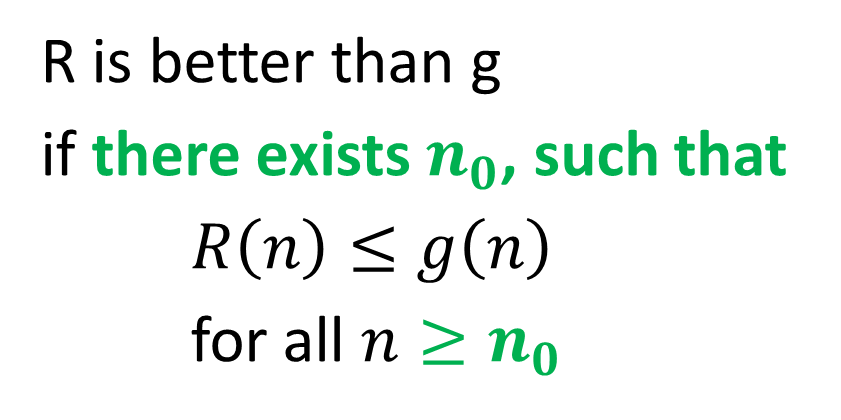 R is better than g
if there exists n₀, such that
R(n) ≤ g(n)
for all n ≥ n₀